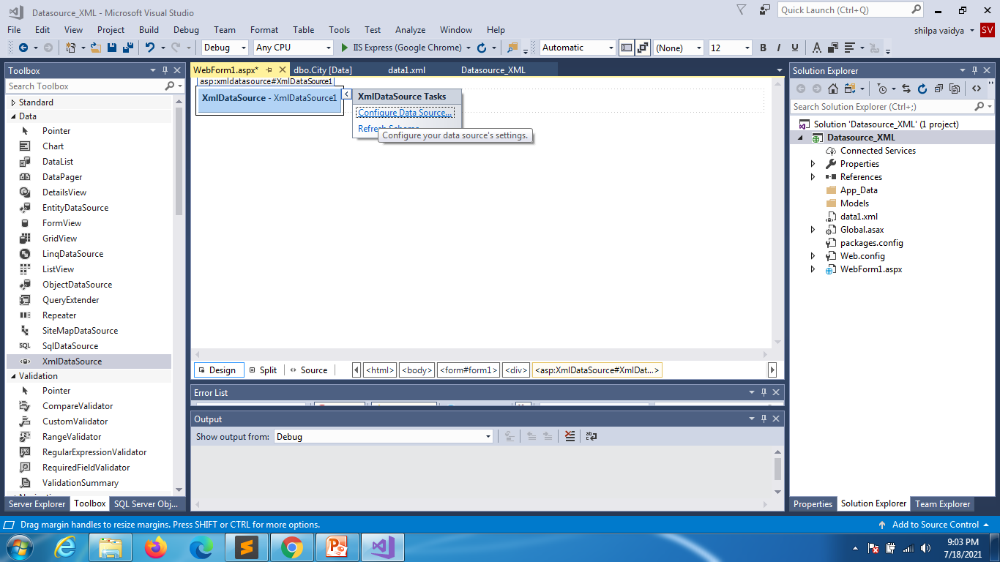 Datasource_XML - Microsoft Visual Studio
Quick Launch (Ctrl+Q)
File Edit View Project Build Debug Team Format Table Tools Test Analyze Window Help
shilpa vaidya SV
Debug Any CPU IIS Express (Google Chrome) Automatic (None) 12 B I U A
Toolbox
Search Toolbox
Standard
Data
Pointer
Chart
DataList
DataPager
DetailsView
EntityDataSource
FormView
GridView
LinqDataSource
ListView
ObjectDataSource
QueryExtender
Repeater
SiteMapDataSource
SQL SqlDataSource
XmlDataSource
Validation
Pointer
CompareValidator
CustomValidator
RangeValidator
RegularExpressionValidator
RequiredFieldValidator
ValidationSummary
Server Explorer Toolbox SQL Server Obj...
WebForm1.aspx* dbo.City [Data] data1.xml Datasource_XML
asp:xmldatasource#XmlDataSource1
XmlDataSource - XmlDataSource1
XmlDataSource Tasks
Configure Data Source...
Refresh Schema
Configure your data source's settings.
Design Split Source <html> <body> <form#form1> <div> <asp:XmlDataSource#XmlDat...>
Error List
Output
Show output from: Debug
Solution Explorer
Search Solution Explorer (Ctrl+;)
Solution 'Datasource_XML' (1 project)
Datasource_XML
Connected Services
Properties
References
App_Data
Models
data1.xml
Global.asax
packages.config
Web.config
WebForm1.aspx
Properties Solution Explorer Team Explorer
Drag margin handles to resize margins. Press SHIFT or CTRL for more options.
Add to Source Control
9:03 PM
7/18/2021